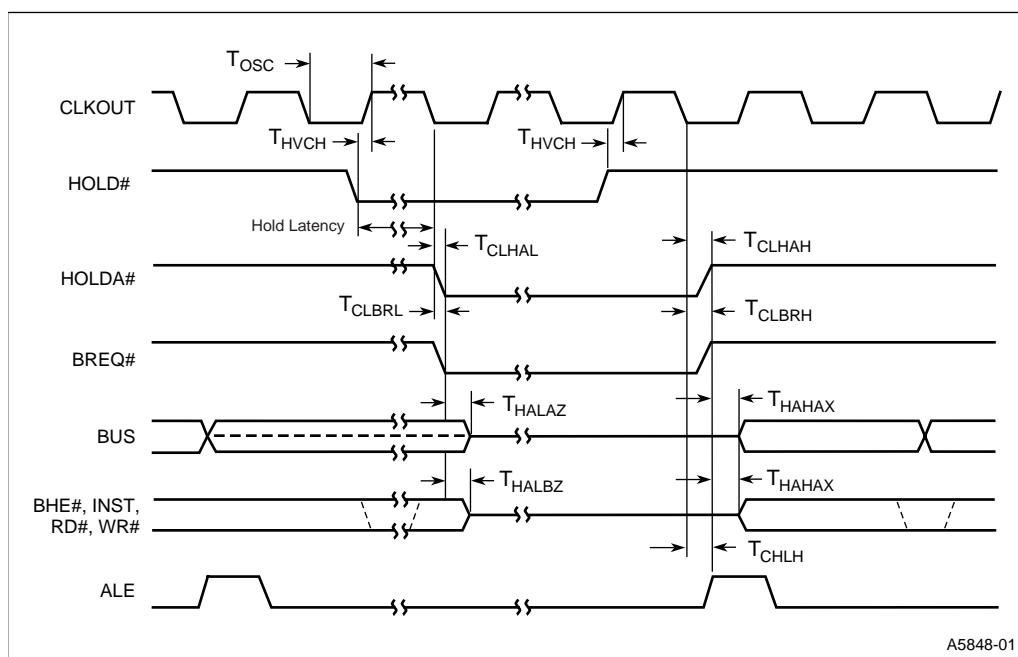 TOSC
CLKOUT
THVCH
THVCH
HOLD#
Hold Latency
TCLHAL
TCLHAH
HOLDA#
TCLBRL
TCLBRH
BREQ#
THALAZ
THAHAX
BUS
THALBZ
THAHAX
BHE#, INST,
RD#, WR#
TCHLH
ALE
A5848-01